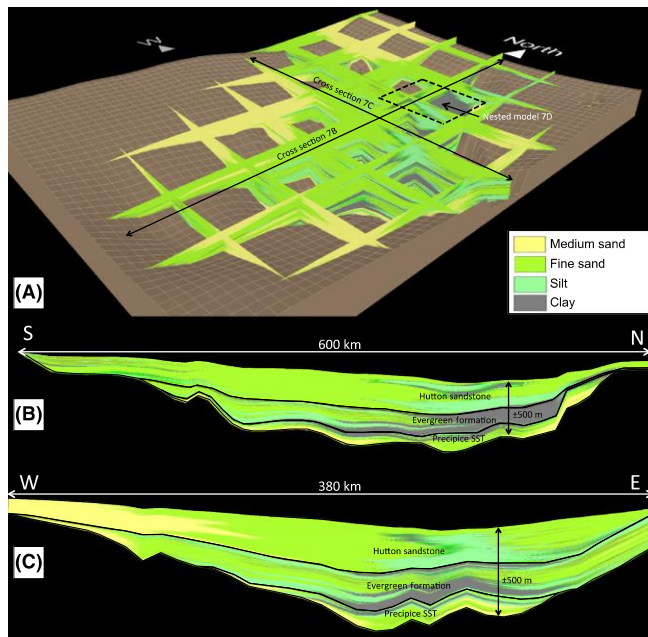 W
North
Cross section 7C
Nested model 7D
Cross section 7B
Medium sand
Fine sand
Silt
Clay
(A)
S
N
600 km
Hutton sandstone
±500 m
Evergreen formation
Precipice SST
(B)
W
E
380 km
Hutton sandstone
±500 m
Evergreen formation
Precipice SST
(C)